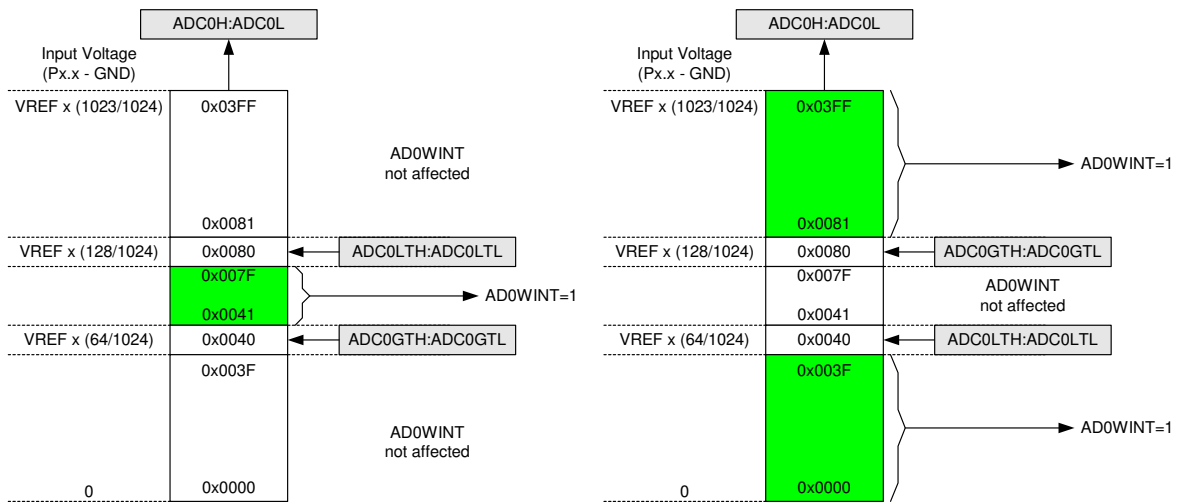 ADC0H:ADC0L
Input Voltage
(Px.x - GND)
VREF x (1023/1024)
0x03FF
AD0WINT
not affected
0x0081
VREF x (128/1024)
0x0080
ADC0LTH:ADC0LTL
0x007F
AD0WINT=1
0x0041
VREF x (64/1024)
0x0040
ADC0GTH:ADC0GTL
0x003F
AD0WINT
not affected
0
0x0000
ADC0H:ADC0L
Input Voltage
(Px.x - GND)
VREF x (1023/1024)
0x03FF
AD0WINT=1
0x0081
VREF x (128/1024)
0x0080
ADC0GTH:ADC0GTL
0x007F
AD0WINT
not affected
0x0041
VREF x (64/1024)
0x0040
ADC0LTH:ADC0LTL
0x003F
AD0WINT=1
0
0x0000